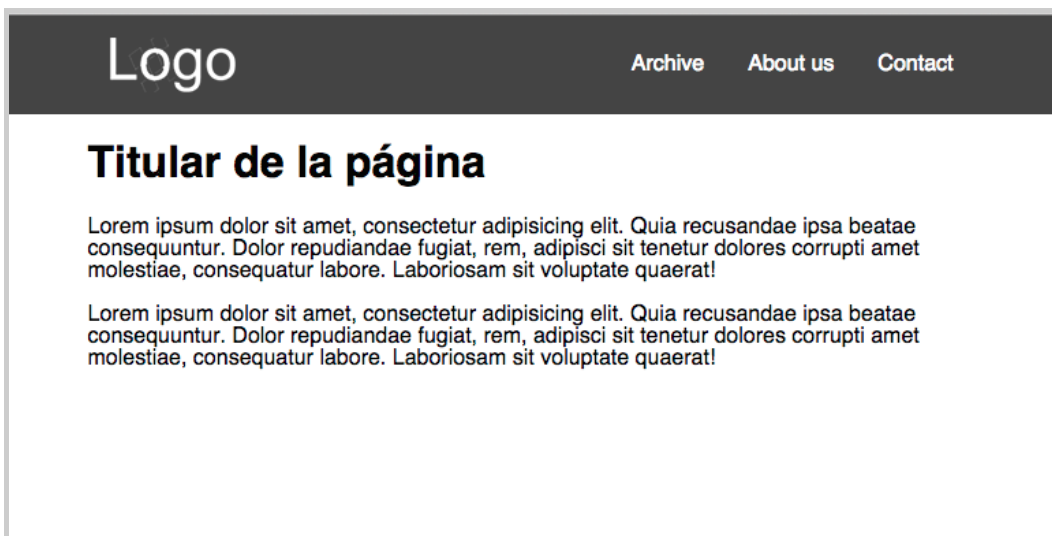 Logo
Archive About us Contact
Titular de la página
Lorem ipsum dolor sit amet, consectetur adipisicing elit. Quia recusandae ipsa beatae
consequuntur. Dolor repudiandae fugiat, rem, adipisci sit tenetur dolores corrupti amet
molestiae, consequatur labore. Laboriosam sit voluptate quaerat!
Lorem ipsum dolor sit amet, consectetur adipisicing elit. Quia recusandae ipsa beatae
consequuntur. Dolor repudiandae fugiat, rem, adipisci sit tenetur dolores corrupti amet
molestiae, consequatur labore. Laboriosam sit voluptate quaerat!